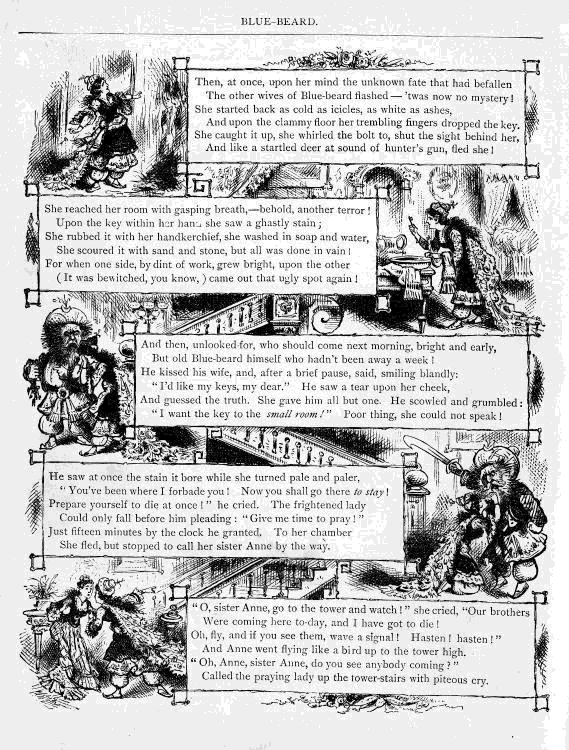 BLUE-BEARD.
Then, at once, upon her mind the unknown fate that had befallen
The other wives of Blue-beard flashed — 'twas now no mystery!
She started back as cold as icicles, as white as ashes,
And upon the clammy floor her trembling fingers dropped the key.
She caught it up, she whirled the bolt to, shut the sight behind her,
And like a startled deer at sound of hunter's gun, fled she!
She reached her room with gasping breath,—behold, another terror!
Upon the key within her hand she saw a ghastly stain;
She rubbed it with her handkerchief, she washed in soap and water,
She scoured it with sand and stone, but all was done in vain!
For when one side, by dint of work, grew bright, upon the other
(It was bewitched, you know,) came out that ugly spot again!
And then, unlooked-for, who should come next morning, bright and early,
But old Blue-beard himself who hadn't been away a week!
He kissed his wife, and, after a brief pause, said, smiling blandly:
"I'd like my keys, my dear." He saw a tear upon her cheek,
And guessed the truth. She gave him all but one. He scowled and grumbled:
"I want the key to the small room!" Poor thing, she could not speak!
He saw at once the stain it bore while she turned pale and paler,
"You've been where I forbade you! Now you shall go there to stay!
Prepare yourself to die at once!" he cried. The frightened lady
Could only fall before him pleading: "Give me time to pray!"
Just fifteen minutes by the clock he granted. To her chamber
She fled, but stopped to call her sister Anne by the way.
"O, sister Anne, go to the tower and watch!" she cried, "Our brothers
Were coming here to-day, and I have got to die!
Oh, fly, and if you see them, wave a signal! Hasten! hasten!"
And Anne went flying like a bird up to the tower high.
"Oh, Anne, sister Anne, do you see anybody coming?"
Called the praying lady up the tower-stairs with piteous cry.